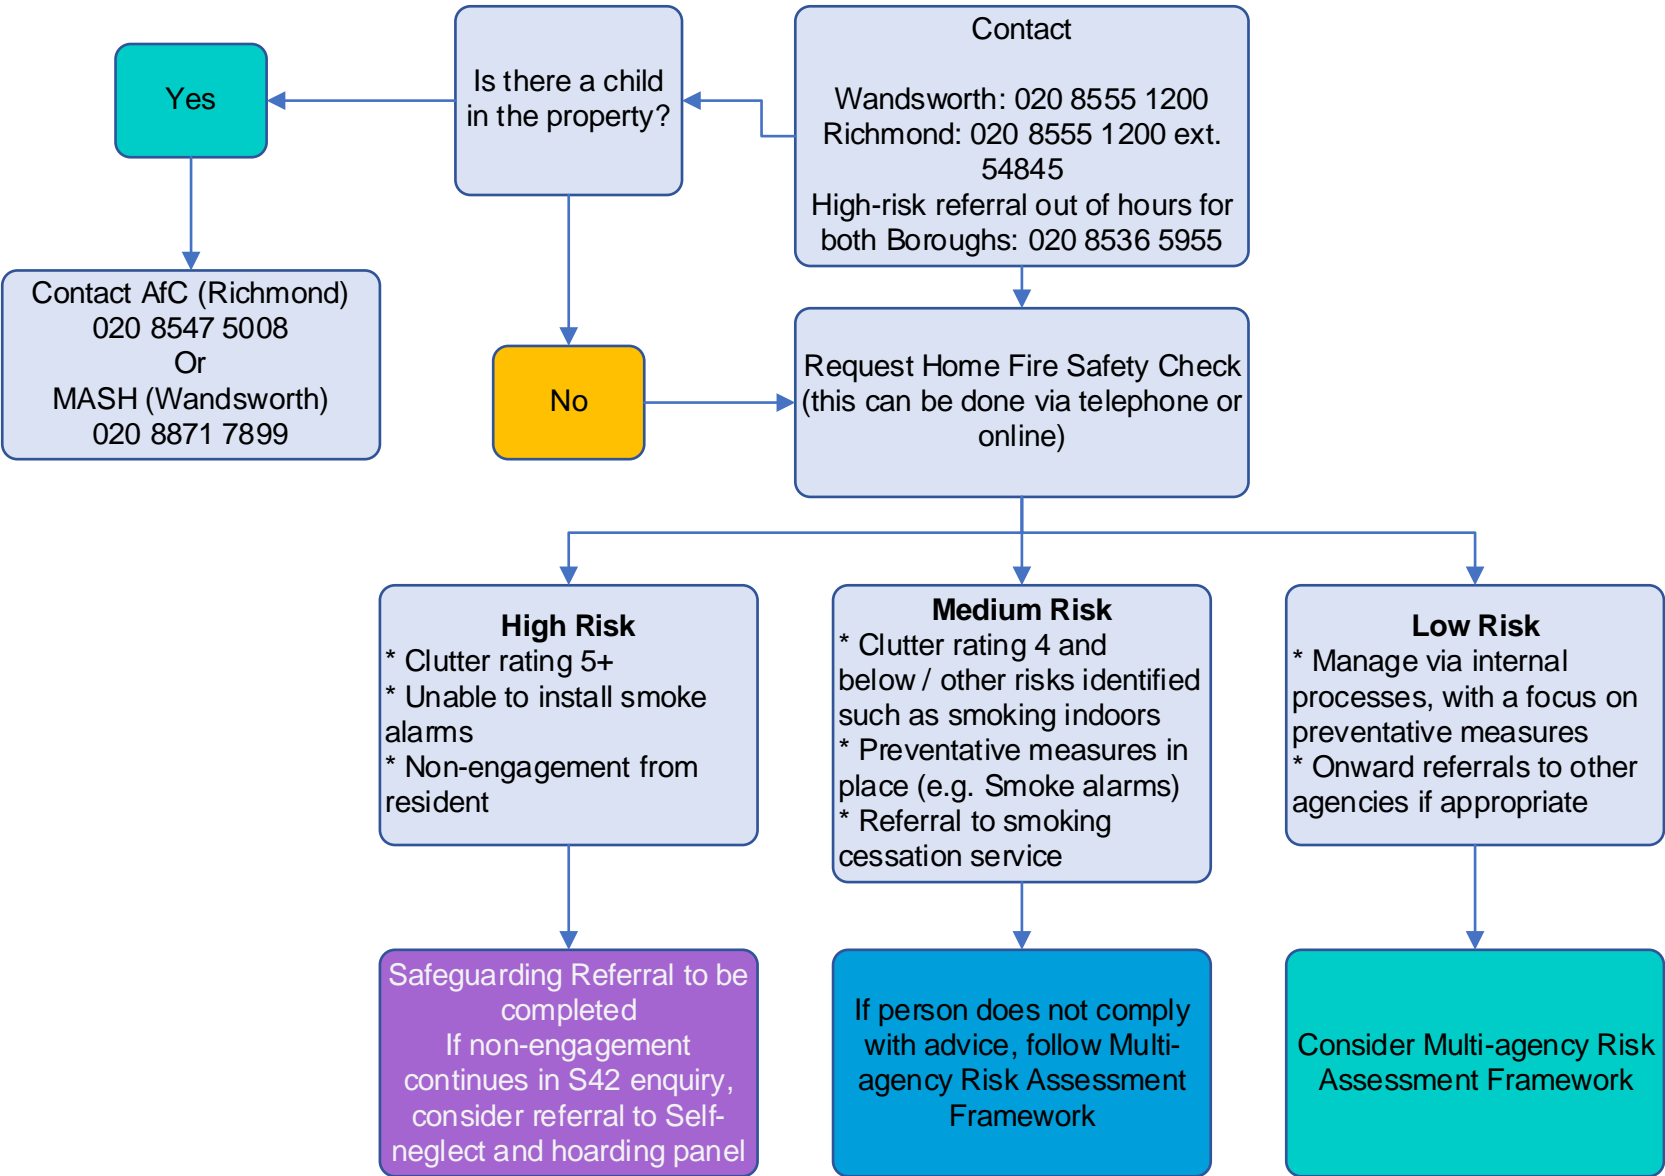 Contact
Wandsworth: 020 8555 1200
Richmond: 020 8555 1200 ext.
54845
High-risk referral out of hours for
both Boroughs: 020 8536 5955
Is there a child
in the property?
Yes
Contact AfC (Richmond)
020 8547 5008
Or
MASH (Wandsworth)
020 8871 7899
No
Request Home Fire Safety Check
(this can be done via telephone or
online)
High Risk
* Clutter rating 5+
* Unable to install smoke
alarms
* Non-engagement from
resident
Medium Risk
* Clutter rating 4 and
below / other risks identified
such as smoking indoors
* Preventative measures in
place (e.g. Smoke alarms)
* Referral to smoking
cessation service
Low Risk
* Manage via internal
processes, with a focus on
preventative measures
* Onward referrals to other
agencies if appropriate
Safeguarding Referral to be
completed
If non-engagement
continues in S42 enquiry,
consider referral to Self-
neglect and hoarding panel
If person does not comply
with advice, follow Multi-
agency Risk Assessment
Framework
Consider Multi-agency Risk
Assessment Framework